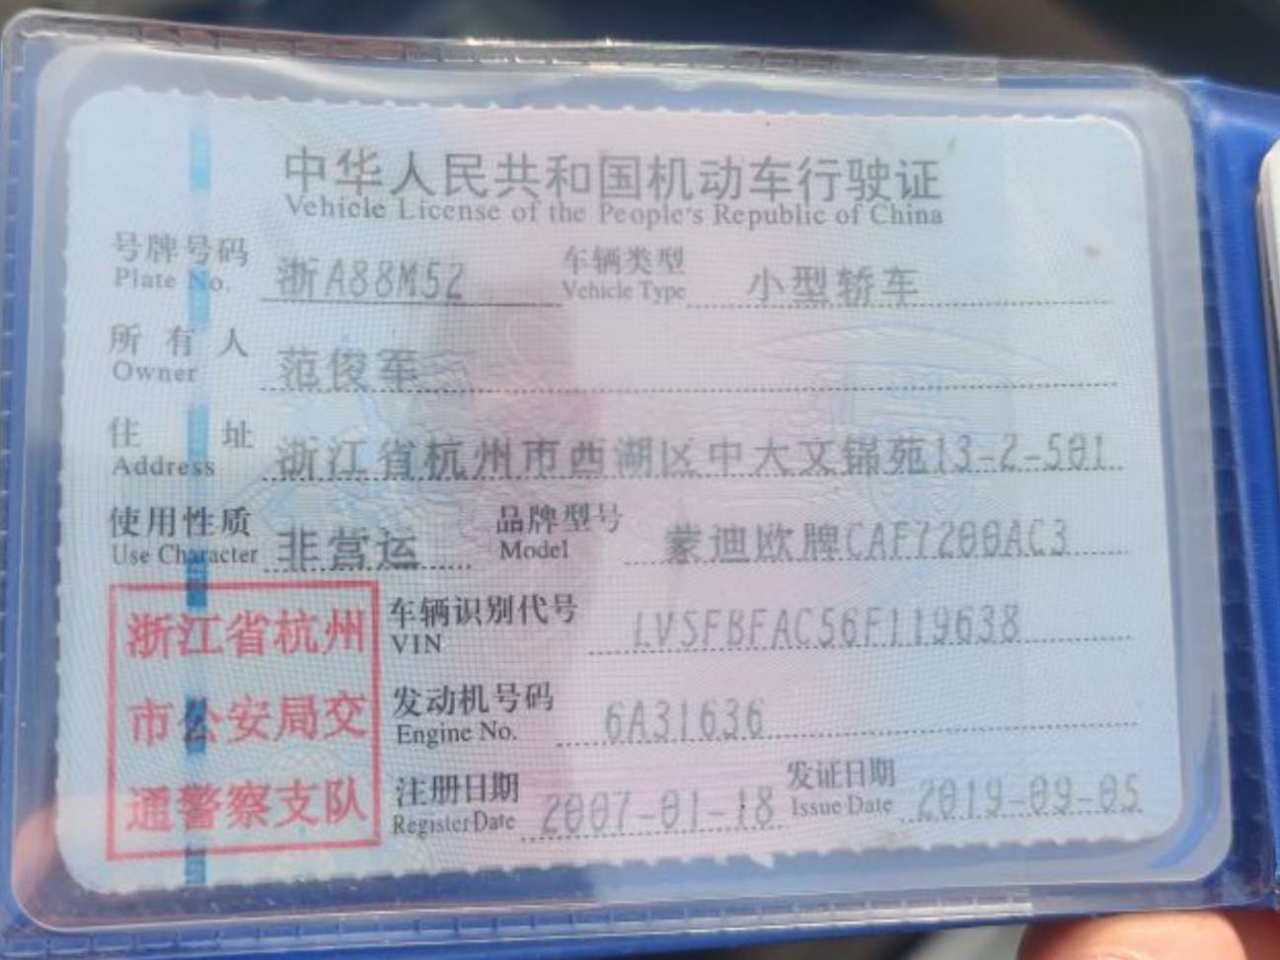 中华人民共和国机动车行驶证
Vehicle License of the People's Republic of China
号牌号码 浙A88M52 车辆类型 小型轿车
Plate No. Vehicle Type
所有人 范俊军
Owner
住址 浙江省杭州市西湖区中大文锦苑13-2-501
Address
使用性质 非营运 品牌型号 蒙迪欧牌CAF7200AC3
Use Character Model
浙江省杭州
市公安局交
通警察支队
车辆识别代号 LVSFBFAC56F119638
VIN
发动机号码 6A31636
Engine No.
注册日期 2007-01-18 发证日期 2019-09-05
Register Date Issue Date